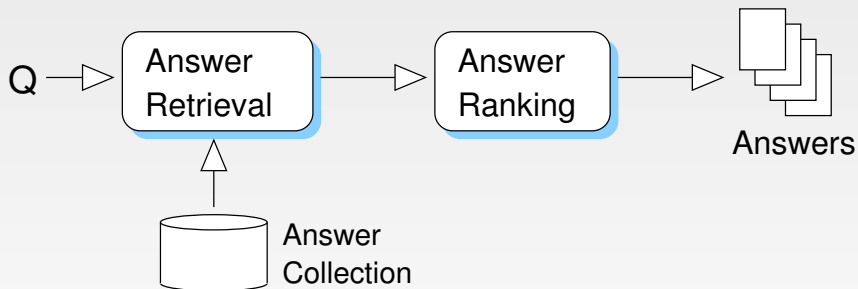 Q
Answer
Retrieval
Answer
Ranking
Answers
Answer
Collection